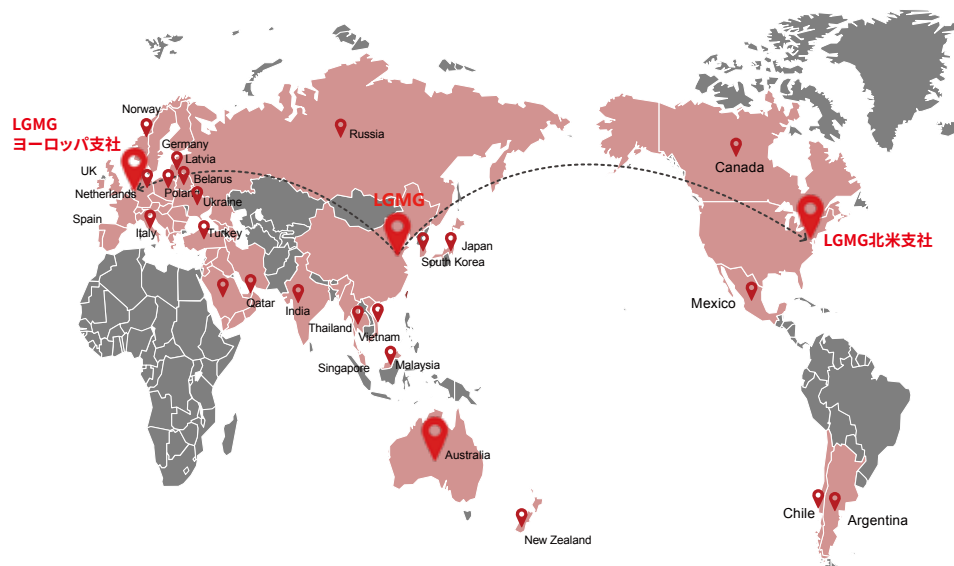 Norway
LGMG
ヨーロッパ支社
Germany
Latvia
UK
Belarus
Netherlands
Poland
Ukraine
Spain
Italy
Turkey
Russia
LGMG
Japan
South Korea
Qatar
India
Thailand
Vietnam
Singapore
Malaysia
Australia
New Zealand
Canada
LGMG北米支社
Mexico
Chile
Argentina